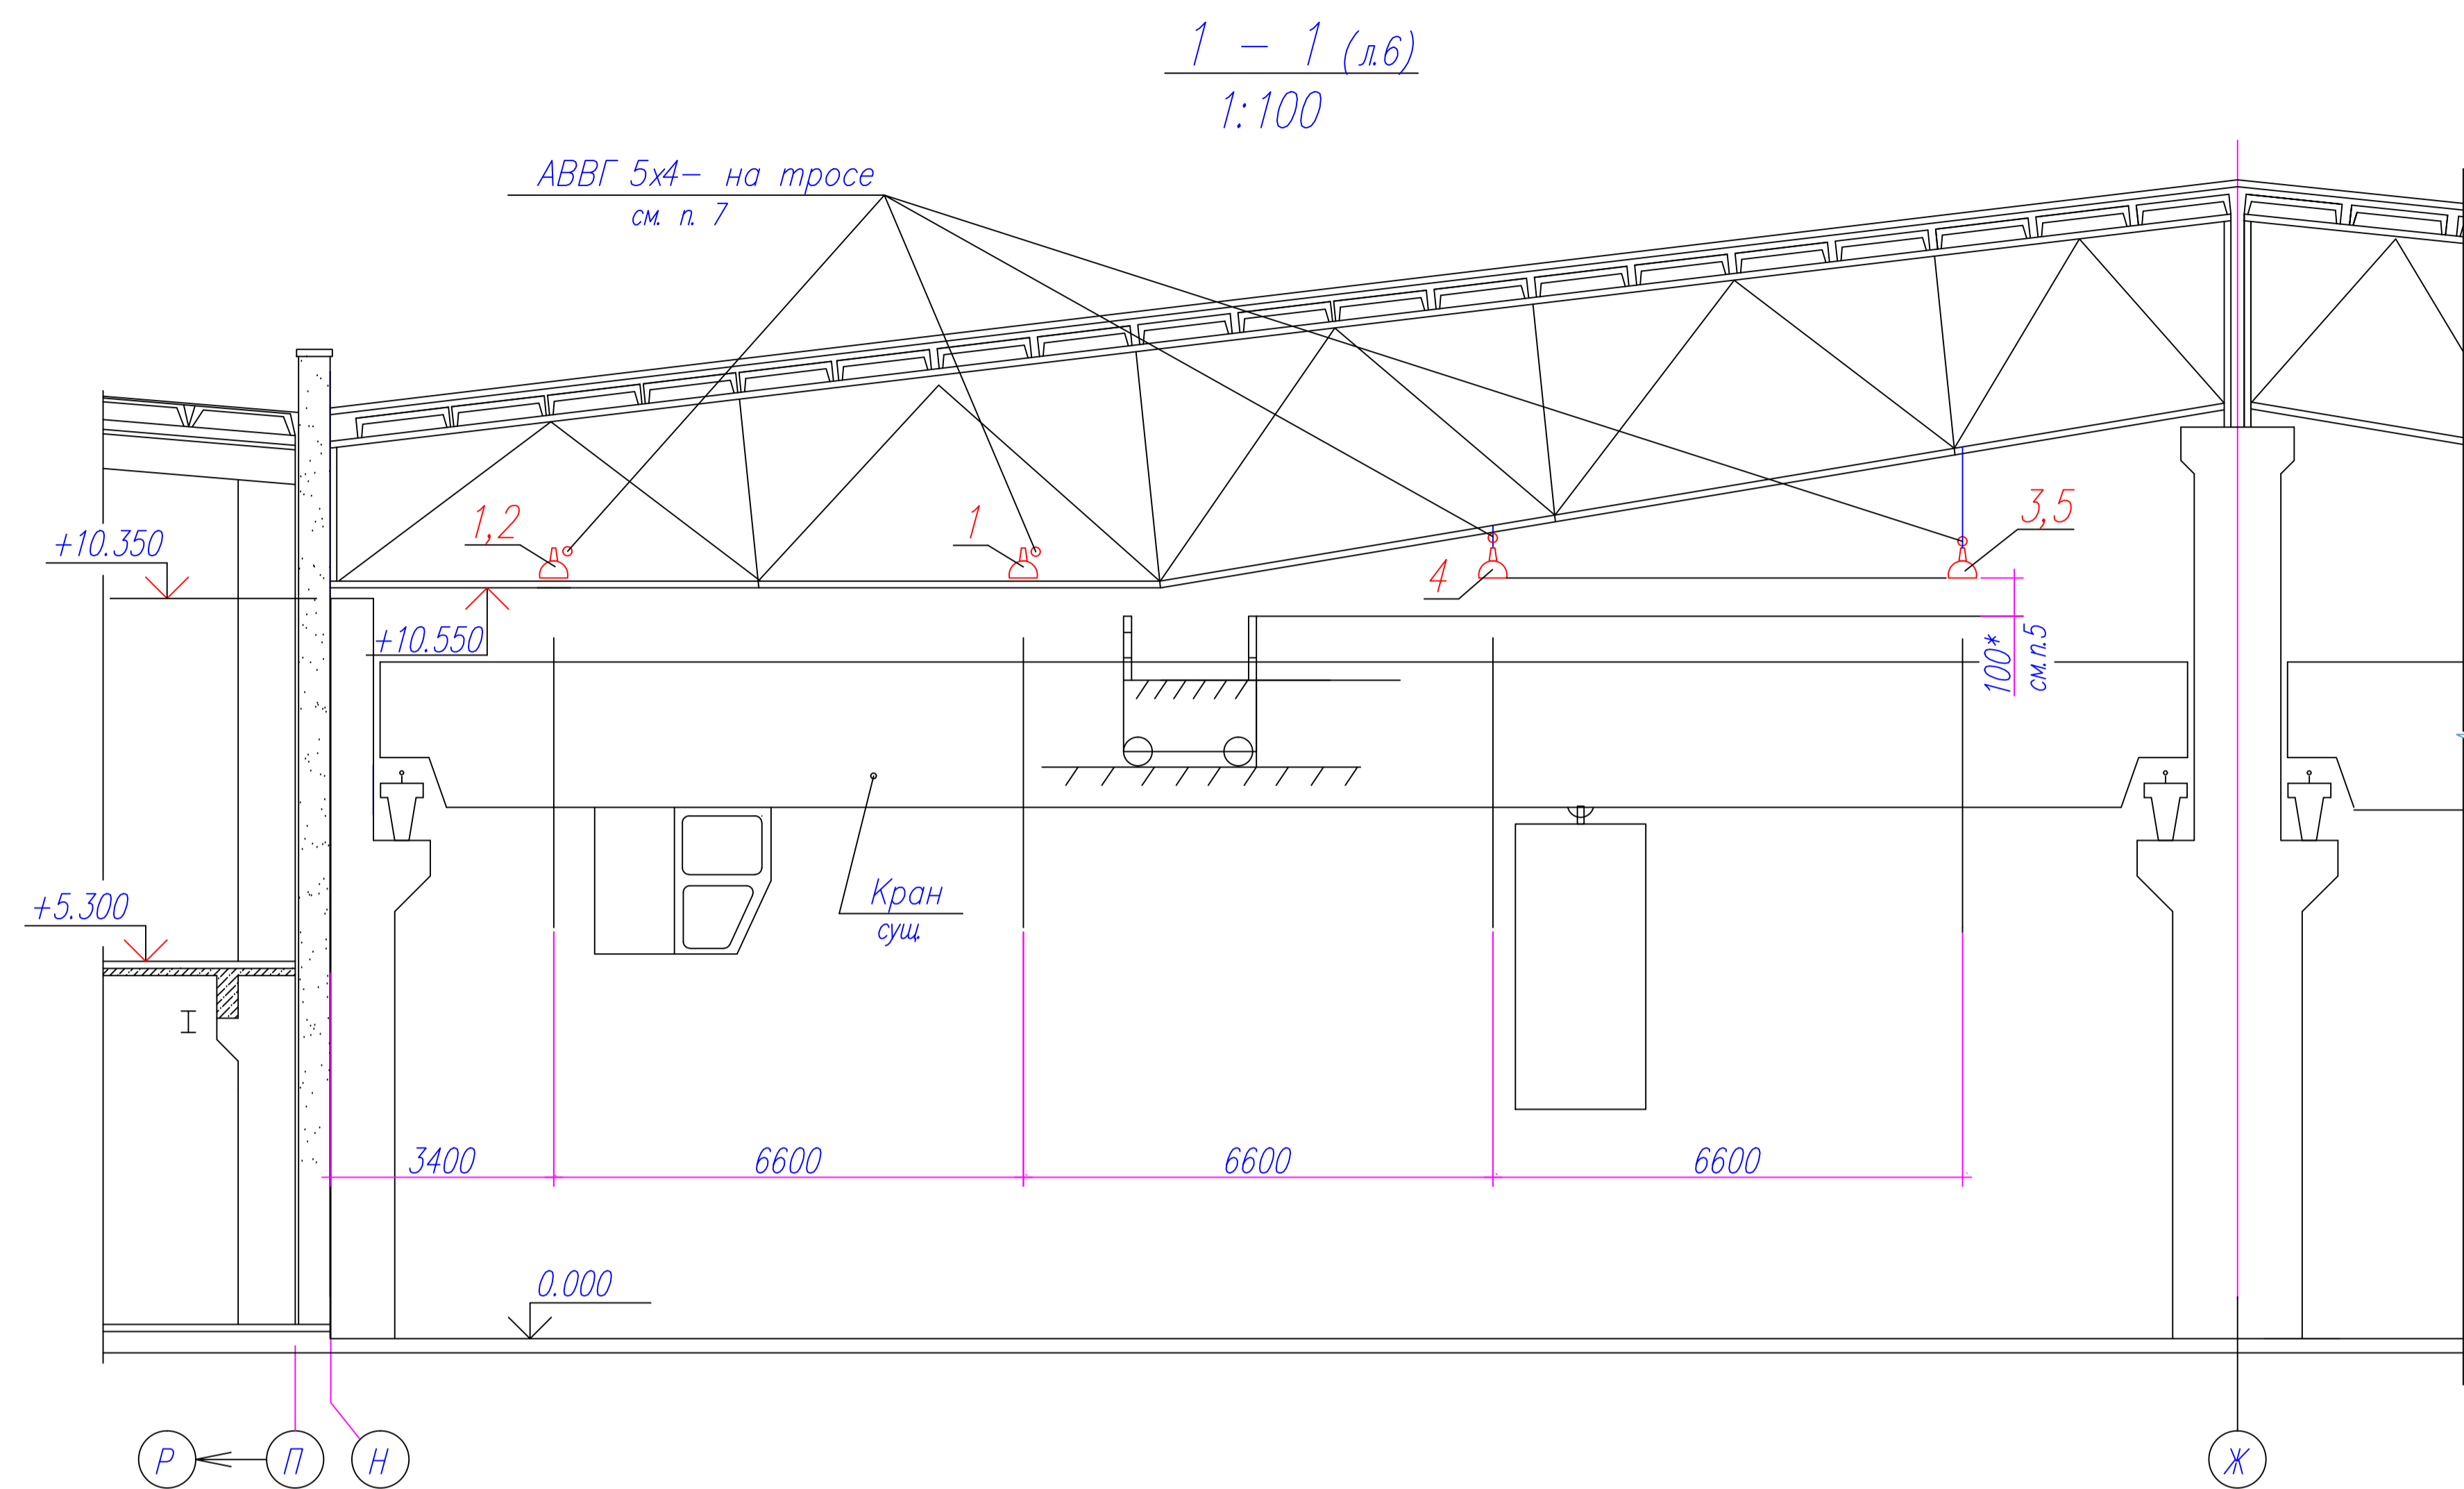 1 – 1 (л.6)
1:100
АВВГ 5х4– на тросе
см. п. 7
+10.350
1,2
1
4
3,5
+10.550
100*
см.п.5
+5.300
Кран
сущ.
3400
6600
6600
6600
0.000
Р
П
Н
Ж